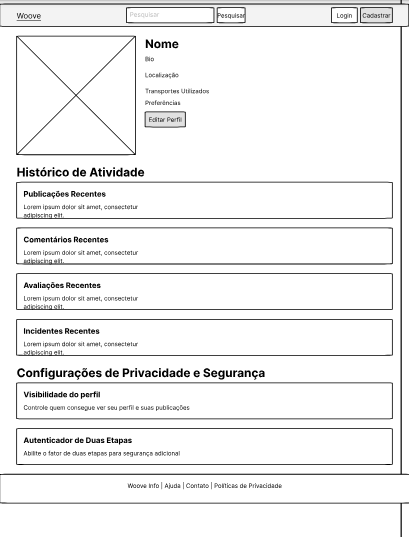 Woove Pesquisar Pesquisar Login Cadastrar
Nome
Bio
Localização
Transportes Utilizados
Preferências
Editar Perfil
Histórico de Atividade
Publicações Recentes
Lorem ipsum dolor sit amet, consectetur
adipiscing elit.
Comentários Recentes
Lorem ipsum dolor sit amet, consectetur
adipiscing elit.
Avaliações Recentes
Lorem ipsum dolor sit amet, consectetur
adipiscing elit.
Incidentes Recentes
Lorem ipsum dolor sit amet, consectetur
adipiscing elit.
Configurações de Privacidade e Segurança
Visibilidade do perfil
Controle quem consegue ver seu perfil e suas publicações
Autenticador de Duas Etapas
Abilite o fator de duas etapas para segurança adicional
Woove Info | Ajuda | Contato | Políticas de Privacidade